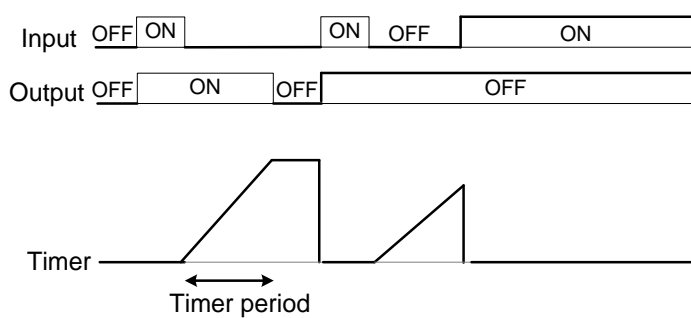 Input OFF ON ON OFF ON
Output OFF ON OFF OFF
Timer
Timer period